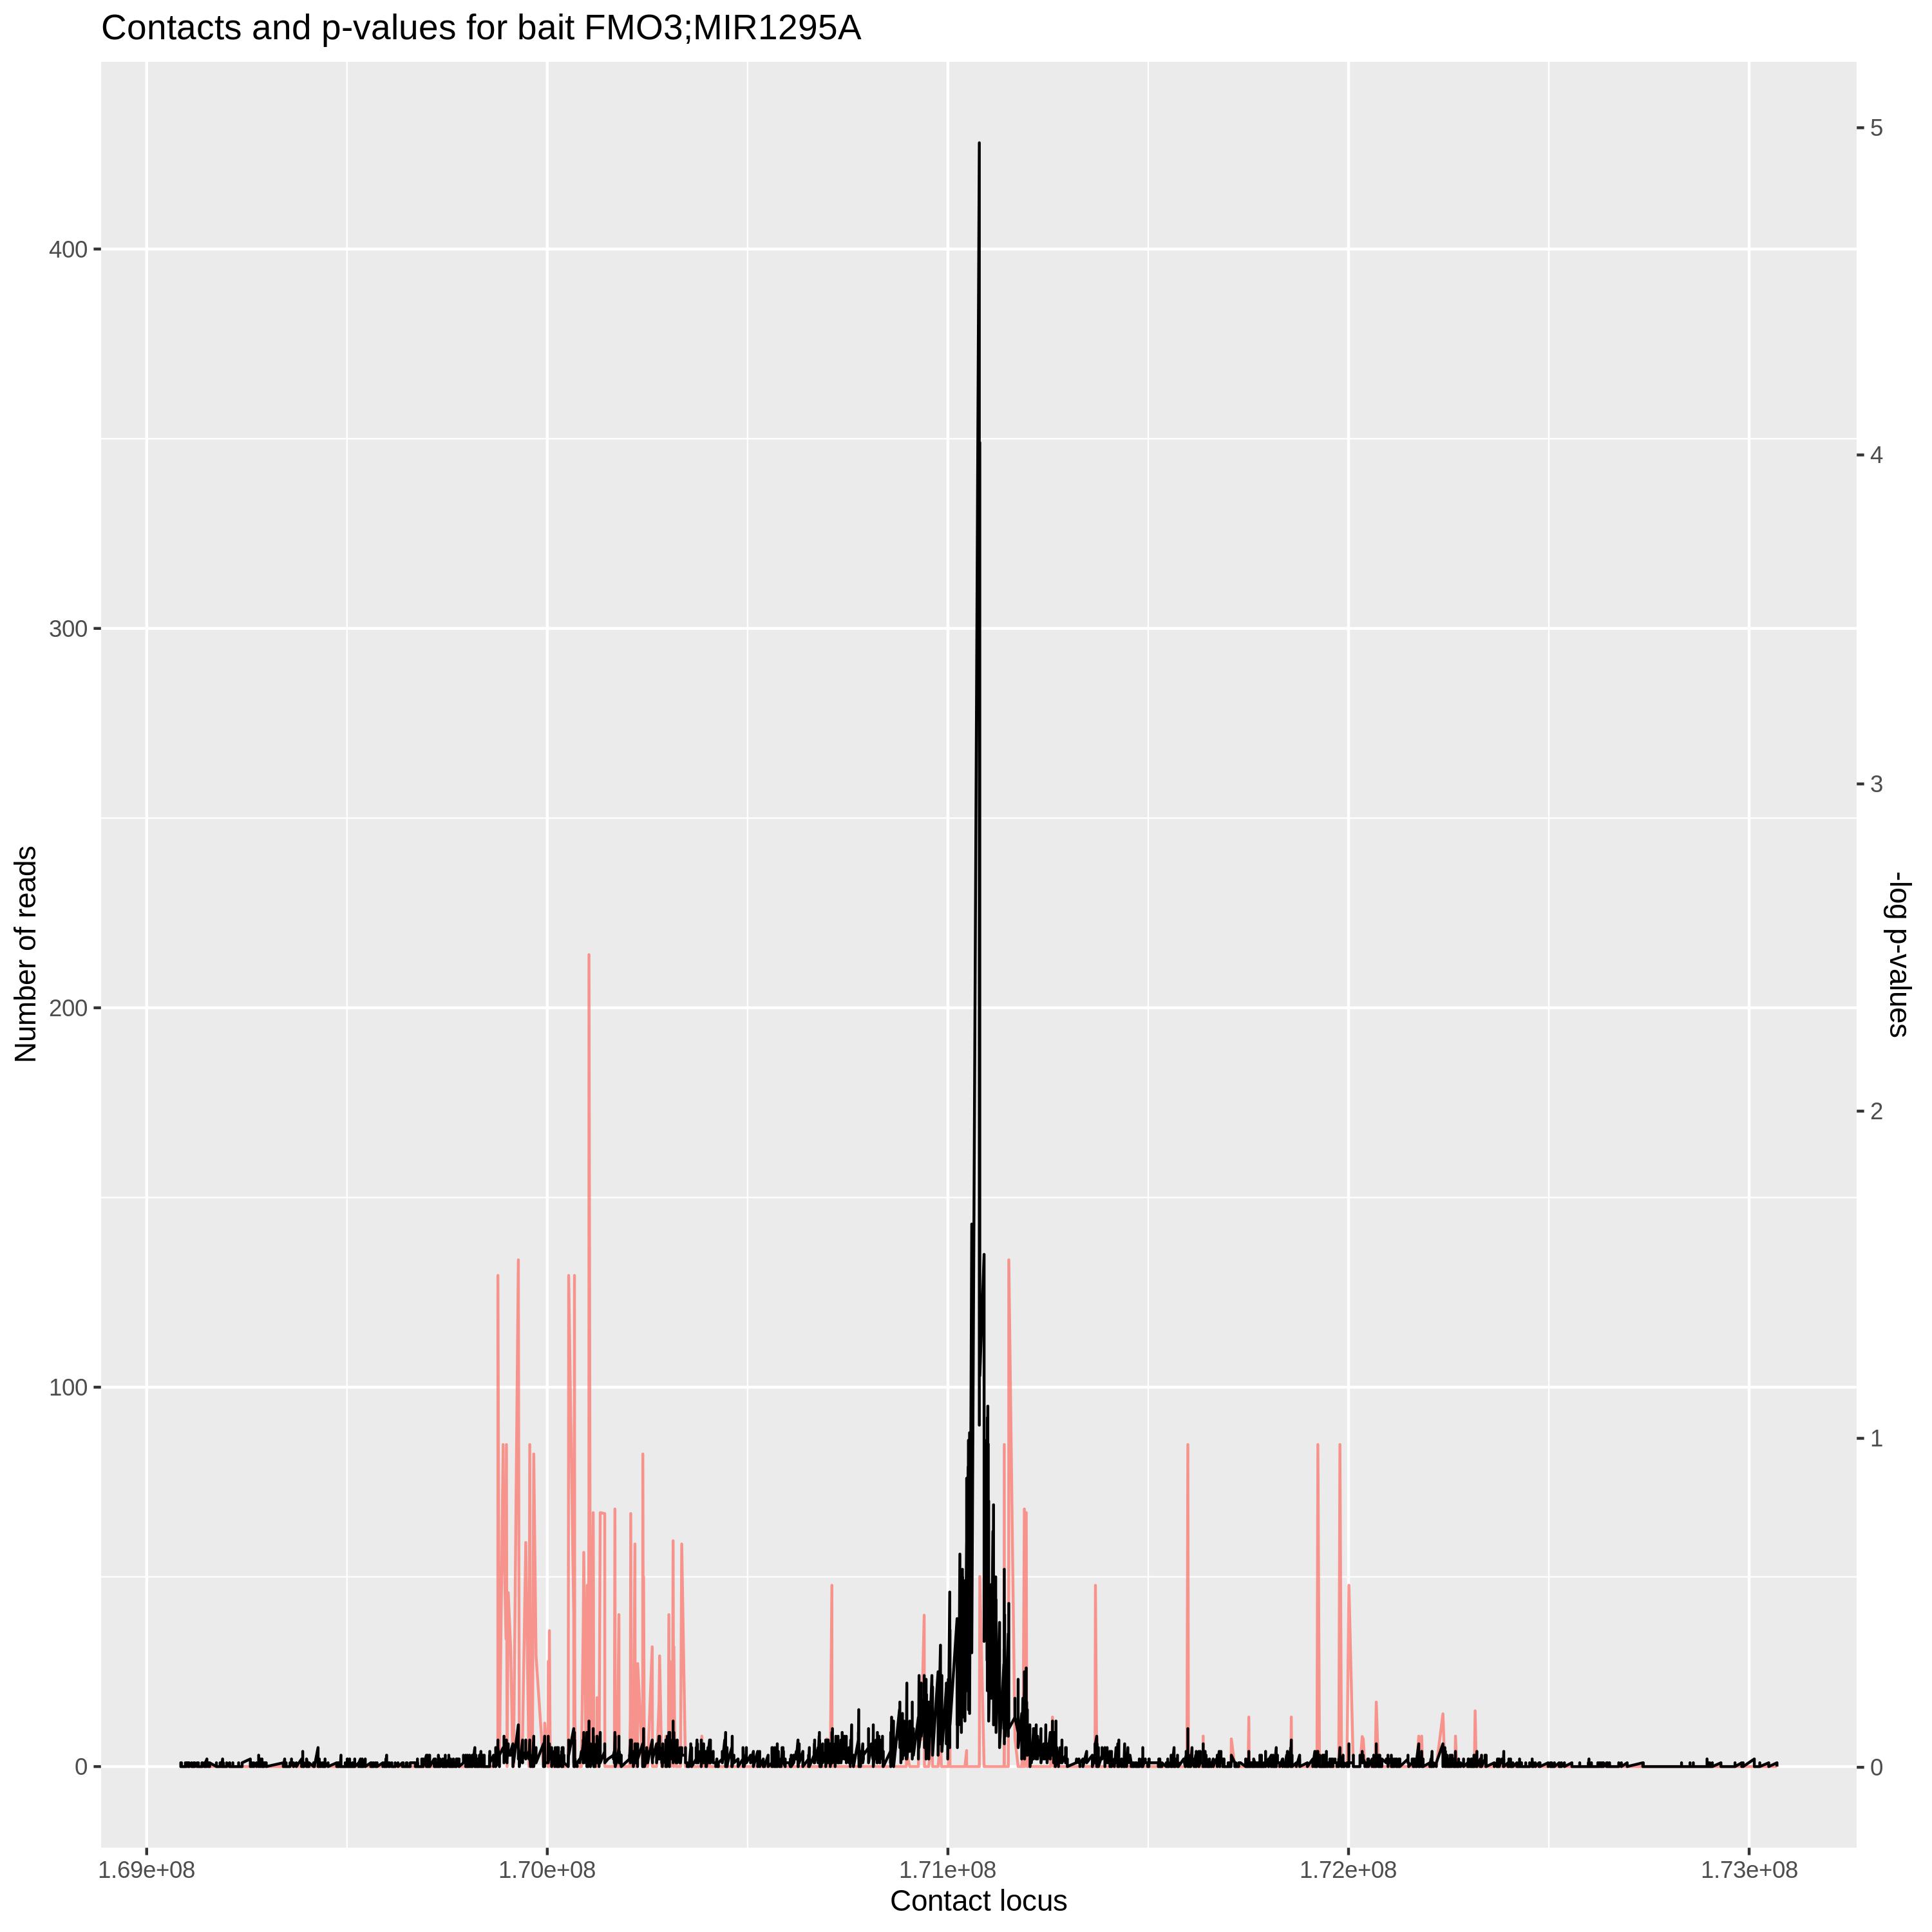 Contacts and p-values for bait FMO3;MIR1295A
400
300
200
100
0
Number of reads
5
4
3
2
1
0
-log p-values
1.69e+08
1.70e+08
1.71e+08
1.72e+08
1.73e+08
Contact locus